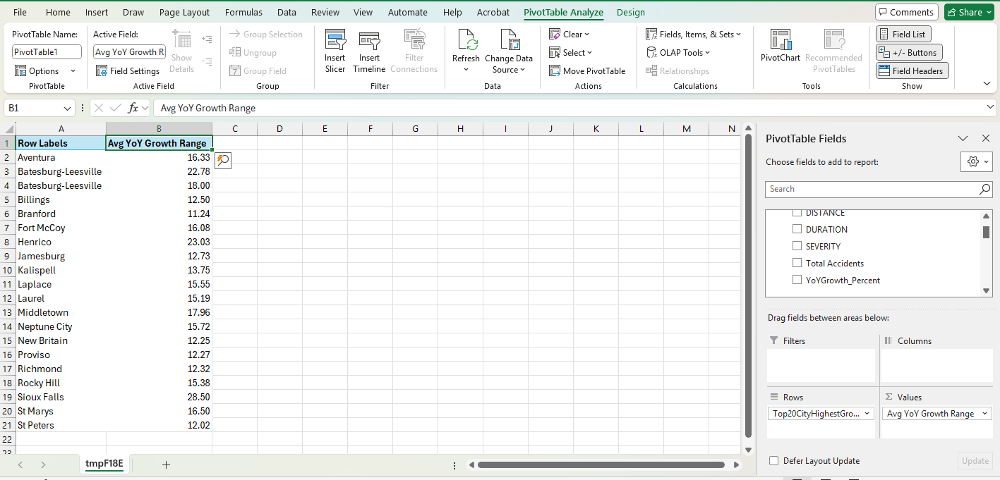 File Home Insert Draw Page Layout Formulas Data Review View Automate Help Acrobat PivotTable Analyze Design Comments Share
PivotTable Name:
PivotTable1
Options
PivotTable
Active Field:
Avg YoY Growth R
Field Settings
Show Details
Active Field
Group Selection
Ungroup
7 Group Field
Group
Insert Slicer
Insert Timeline
Filter Connections
Filter
Refresh
Change Data Source
Data
Clear
Select
Move PivotTable
Actions
Fields, Items, & Sets
OLAP Tools
Relationships
Calculations
PivotChart
Recommended PivotTables
Tools
Field List
+/- Buttons
Field Headers
Show
B1 fx Avg YoY Growth Range
A B C D E F G H I J K L M N
1 Row Labels Avg YoY Growth Range
2 Aventura 16.33
3 Batesburg-Leesville 22.78
4 Batesburg-Leesville 18.00
5 Billings 12.50
6 Branford 11.24
7 Fort McCoy 16.08
8 Henrico 23.03
9 Jamesburg 12.73
10 Kalispell 13.75
11 Laplace 15.55
12 Laurel 15.19
13 Middletown 17.96
14 Neptune City 15.72
15 New Britain 12.25
16 Proviso 12.27
17 Richmond 12.32
18 Rocky Hill 15.38
19 Sioux Falls 28.50
20 St Marys 16.50
21 St Peters 12.02
22
23
tmpF18E
PivotTable Fields
Choose fields to add to report:
Search
DISTANCE
DURATION
SEVERITY
Total Accidents
YoYGrowth_Percent
Drag fields between areas below:
Filters
Columns
Rows
Top20CityHighestGro...
Σ Values
Avg YoY Growth Range
Defer Layout Update
Update